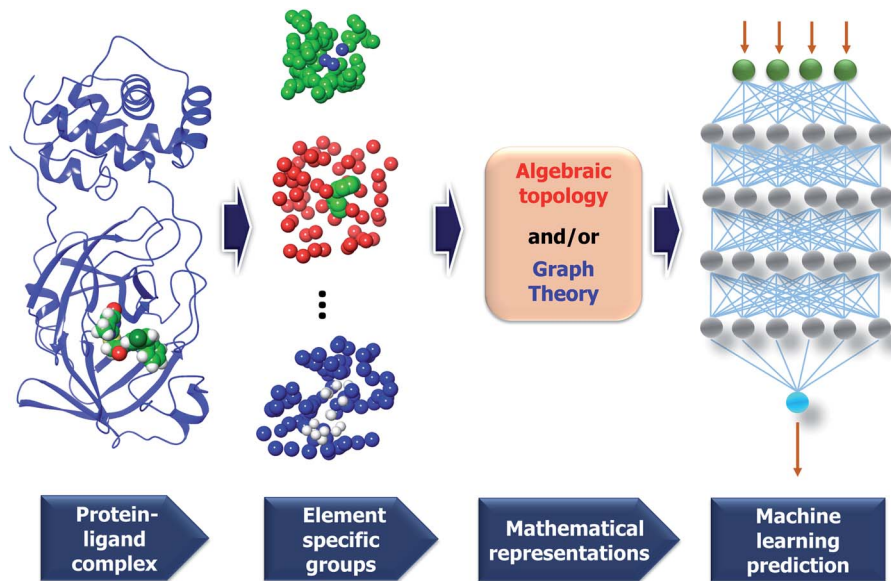 Algebraic
topology
and/or
Graph
Theory
Protein-
ligand
complex
Element
specific
groups
Mathematical
representations
Machine
learning
prediction